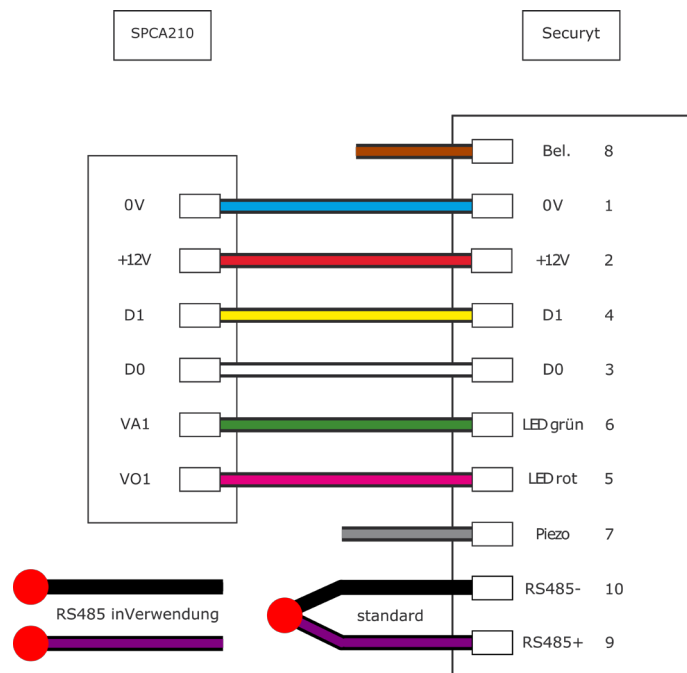 SPCA210 Securyt
Bel. 8
0V 0V 1
+12V +12V 2
D1 D1 4
D0 D0 3
VA1 LED grün 6
VO1 LED rot 5
Piezo 7
RS485- 10
RS485 inVerwendung standard
RS485+ 9